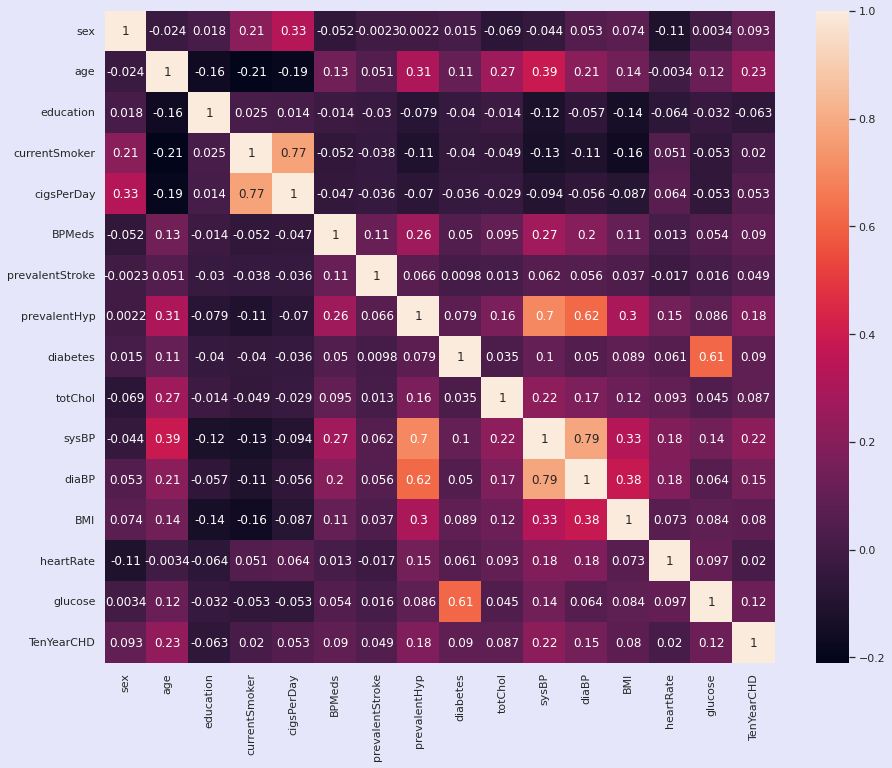 sex 1 -0.024 0.018 0.21 0.33 -0.052 -0.0023 0.0022 0.015 -0.069 -0.044 0.053 0.074 -0.11 0.0034 0.093
age -0.024 1 -0.16 -0.21 -0.19 0.13 0.051 0.31 0.11 0.27 0.39 0.21 0.14 -0.0034 0.12 0.23
education 0.018 -0.16 1 0.025 0.014 -0.014 -0.03 -0.079 -0.04 -0.014 -0.12 -0.057 -0.14 -0.064 -0.032 -0.063
currentSmoker 0.21 -0.21 0.025 1 0.77 -0.052 -0.038 -0.11 -0.04 -0.049 -0.13 -0.11 -0.16 0.051 -0.053 0.02
cigsPerDay 0.33 -0.19 0.014 0.77 1 -0.047 -0.036 -0.07 -0.036 -0.029 -0.094 -0.056 -0.087 0.064 -0.053 0.053
BPMeds -0.052 0.13 -0.014 -0.052 -0.047 1 0.11 0.26 0.05 0.095 0.27 0.2 0.11 0.013 0.054 0.09
prevalentStroke -0.0023 0.051 -0.03 -0.038 -0.036 0.11 1 0.066 0.0098 0.013 0.062 0.056 0.037 -0.017 0.016 0.049
prevalentHyp 0.0022 0.31 -0.079 -0.11 -0.07 0.26 0.066 1 0.079 0.16 0.7 0.62 0.3 0.15 0.086 0.18
diabetes 0.015 0.11 -0.04 -0.04 -0.036 0.05 0.0098 0.079 1 0.035 0.1 0.05 0.089 0.061 0.61 0.09
totChol -0.069 0.27 -0.014 -0.049 -0.029 0.095 0.013 0.16 0.035 1 0.22 0.17 0.12 0.093 0.045 0.087
sysBP -0.044 0.39 -0.12 -0.13 -0.094 0.27 0.062 0.7 0.1 0.22 1 0.79 0.33 0.18 0.14 0.22
diaBP 0.053 0.21 -0.057 -0.11 -0.056 0.2 0.056 0.62 0.05 0.17 0.79 1 0.38 0.18 0.064 0.15
BMI 0.074 0.14 -0.14 -0.16 -0.087 0.11 0.037 0.3 0.089 0.12 0.33 0.38 1 0.073 0.084 0.08
heartRate -0.11 -0.0034 -0.064 0.051 0.064 0.013 -0.017 0.15 0.061 0.093 0.18 0.18 0.073 1 0.097 0.02
glucose 0.0034 0.12 -0.032 -0.053 -0.053 0.054 0.016 0.086 0.61 0.045 0.14 0.064 0.084 0.097 1 0.12
TenYearCHD 0.093 0.23 -0.063 0.02 0.053 0.09 0.049 0.18 0.09 0.087 0.22 0.15 0.08 0.02 0.12 1
sex age education currentSmoker cigsPerDay BPMeds prevalentStroke prevalentHyp diabetes totChol sysBP diaBP BMI heartRate glucose TenYearCHD
1.0
0.8
0.6
0.4
0.2
0.0
−0.2